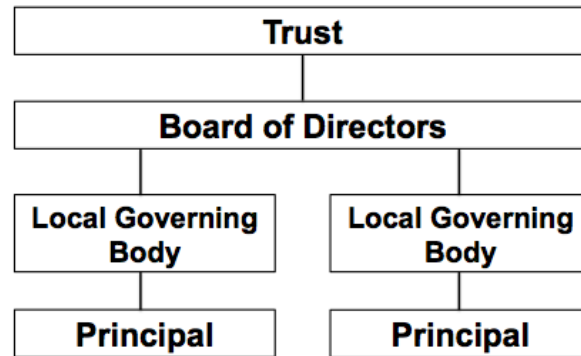 Trust
Board of Directors
Local Governing
Body
Local Governing
Body
Principal
Principal